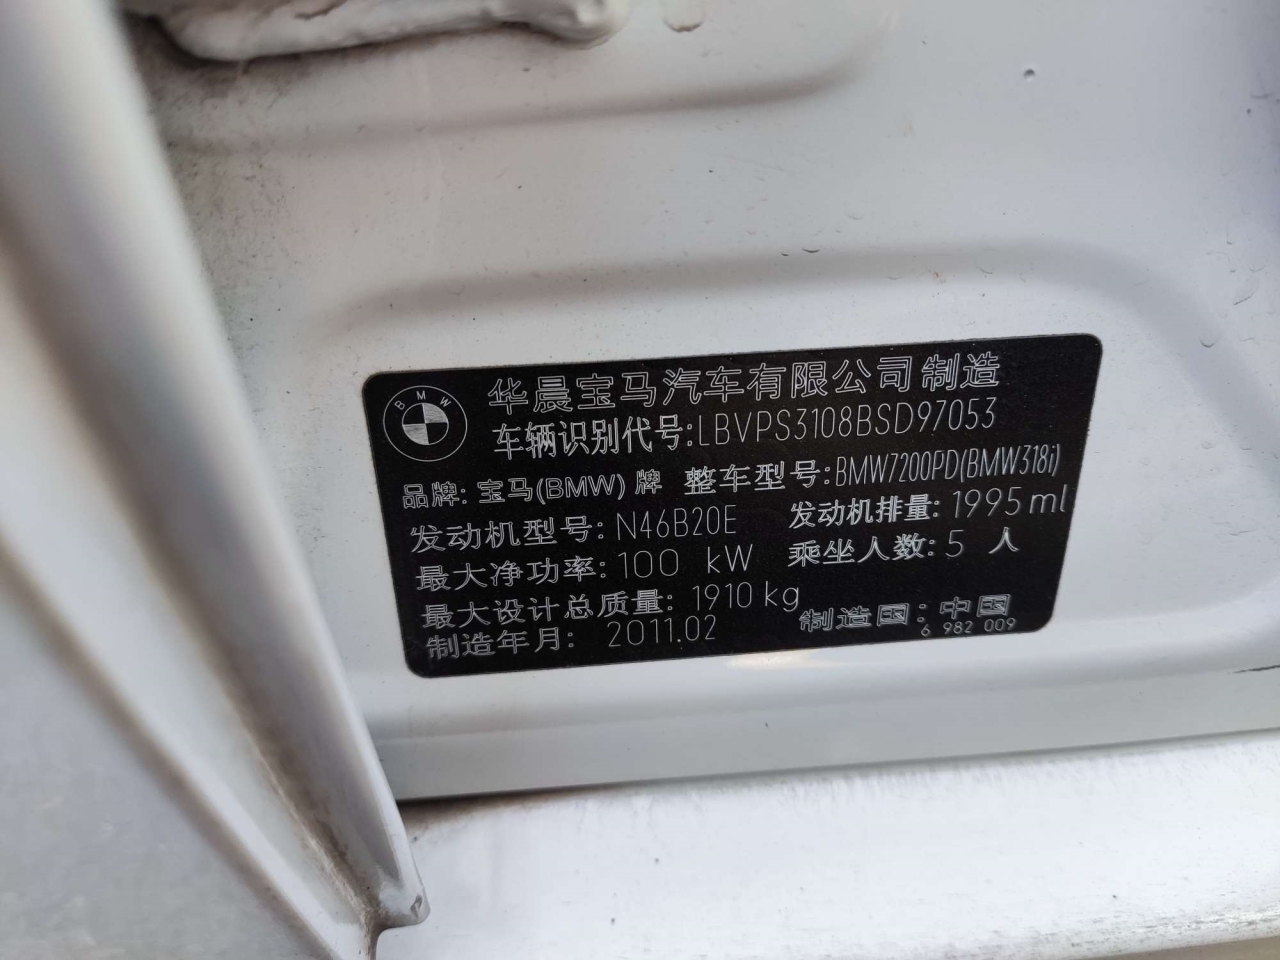 BMW
华晨宝马汽车有限公司制造
车辆识别代号:LBVPS3108BSD97053
品牌: 宝马(BMW) 牌 整车型号:BMW7200PD(BMW318i)
发动机型号: N46B20E 发动机排量: 1995 ml
最大净功率: 100 kW 乘坐人数: 5 人
最大设计总质量: 1910 kg
制造年月: 2011.02 制造国: 中国
6 982 009